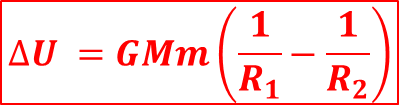 ΔU = GMm(1/R₁ − 1/R₂)